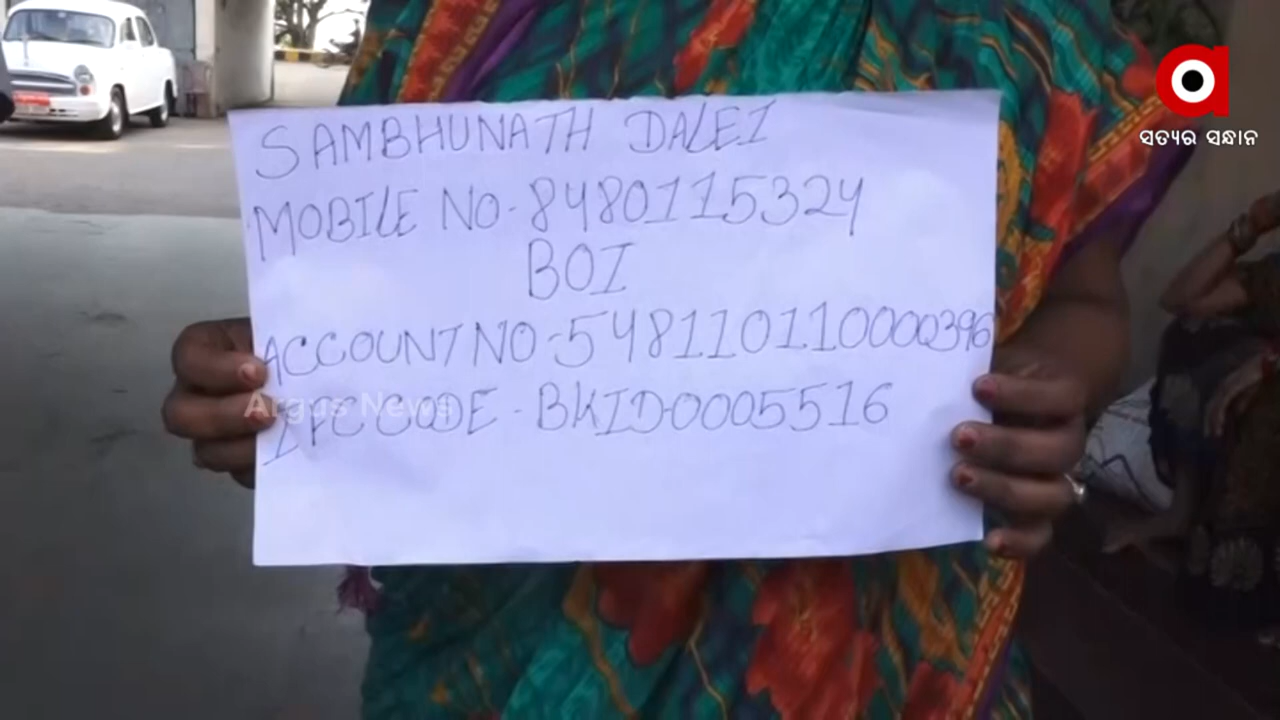 ସତ୍ୟର ସନ୍ଧାନ
SAMBHUNATH DALEI
MOBILE NO-8480115324
BOI
ACCOUNT NO-548110110000396
IFC CODE - BKID0005516
Argus News